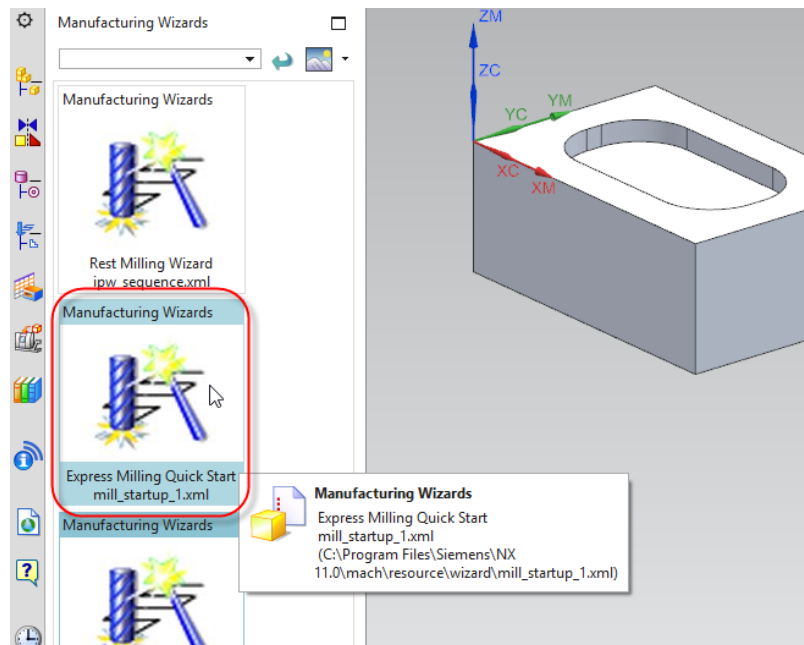 Manufacturing Wizards
Manufacturing Wizards
Rest Milling Wizard
ipw_sequence.xml
Manufacturing Wizards
Express Milling Quick Start
mill_startup_1.xml
Manufacturing Wizards
Manufacturing Wizards
Express Milling Quick Start
mill_startup_1.xml
(C:\Program Files\Siemens\NX
11.0\mach\resource\wizard\mill_startup_1.xml)
ZM
ZC
YM
YC
XC
XM